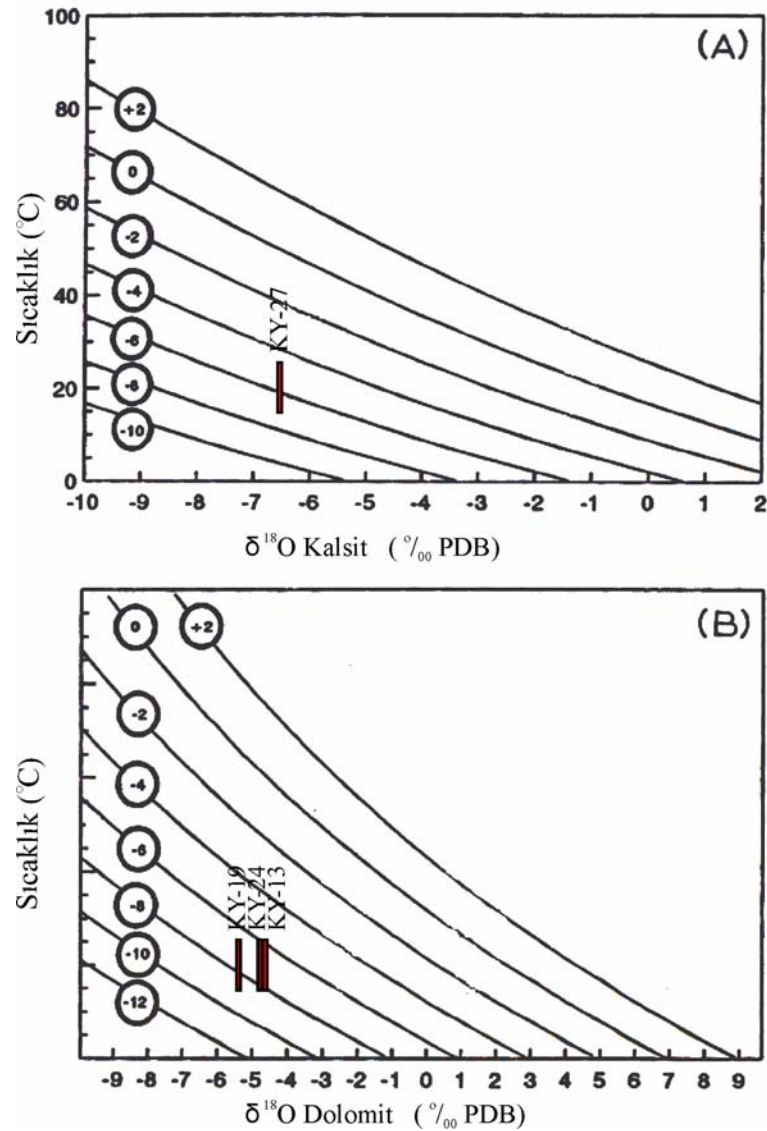 (A)
100
80
60
40
20
0
Sıcaklık (°C)
+2
0
-2
-4
-6
-8
-10
KY-27
-10 -9 -8 -7 -6 -5 -4 -3 -2 -1 0 1 2
δ¹⁸O Kalsit (°/₀₀ PDB)
(B)
Sıcaklık (°C)
0
+2
-2
-4
-6
-8
-10
-12
KY-19
KY-24
KY-13
-9 -8 -7 -6 -5 -4 -3 -2 -1 0 1 2 3 4 5 6 7 8 9
δ¹⁸O Dolomit (°/₀₀ PDB)